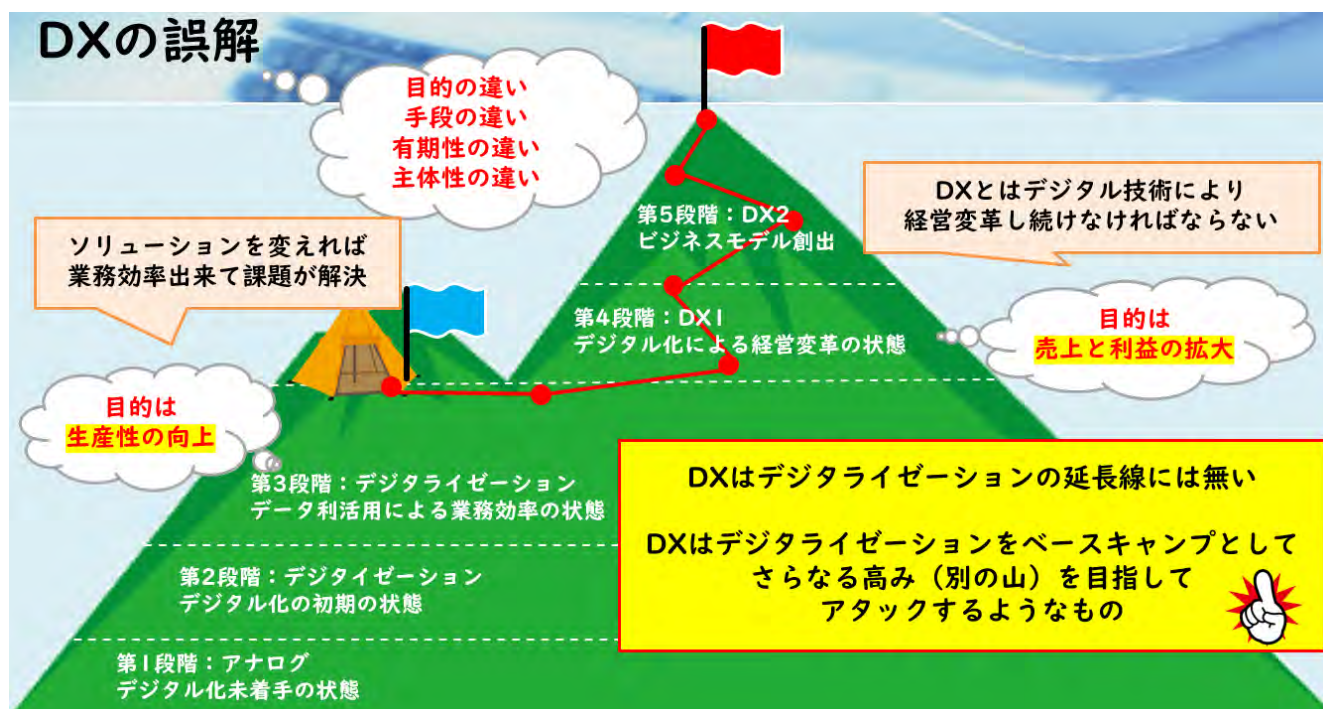 DXの誤解
目的の違い
手段の違い
有期性の違い
主体性の違い
DXとはデジタル技術により
経営変革し続けなければならない
ソリューションを変えれば
業務効率出来て課題が解決
第5段階：DX2
ビジネスモデル創出
第4段階：DX1
デジタル化による経営変革の状態
目的は
売上と利益の拡大
目的は
生産性の向上
第3段階：デジタライゼーション
データ利活用による業務効率の状態
第2段階：デジタイゼーション
デジタル化の初期の状態
第1段階：アナログ
デジタル化未着手の状態
DXはデジタライゼーションの延長線には無い
DXはデジタライゼーションをベースキャンプとして
さらなる高み（別の山）を目指して
アタックするようなもの